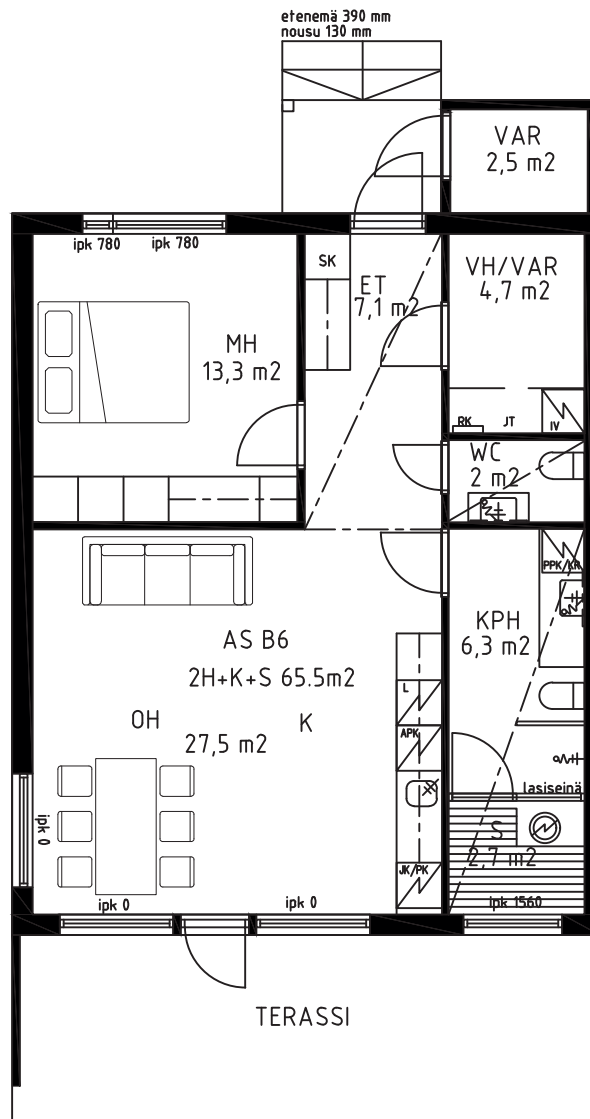 etenemä 390 mm
nousu 130 mm
VAR
2,5 m2
ipk 780
ipk 780
SK
ET
7,1 m2
VH/VAR
4,7 m2
MH
13,3 m2
RK
JT
IV
WC
2 m2
PPK/KR
KPH
6,3 m2
AS B6
2H+K+S 65.5m2
L
OH
K
27,5 m2
APK
lasiseinä
ipk 0
S
2,7 m2
JK/PK
ipk 0
ipk 0
ipk 1560
TERASSI